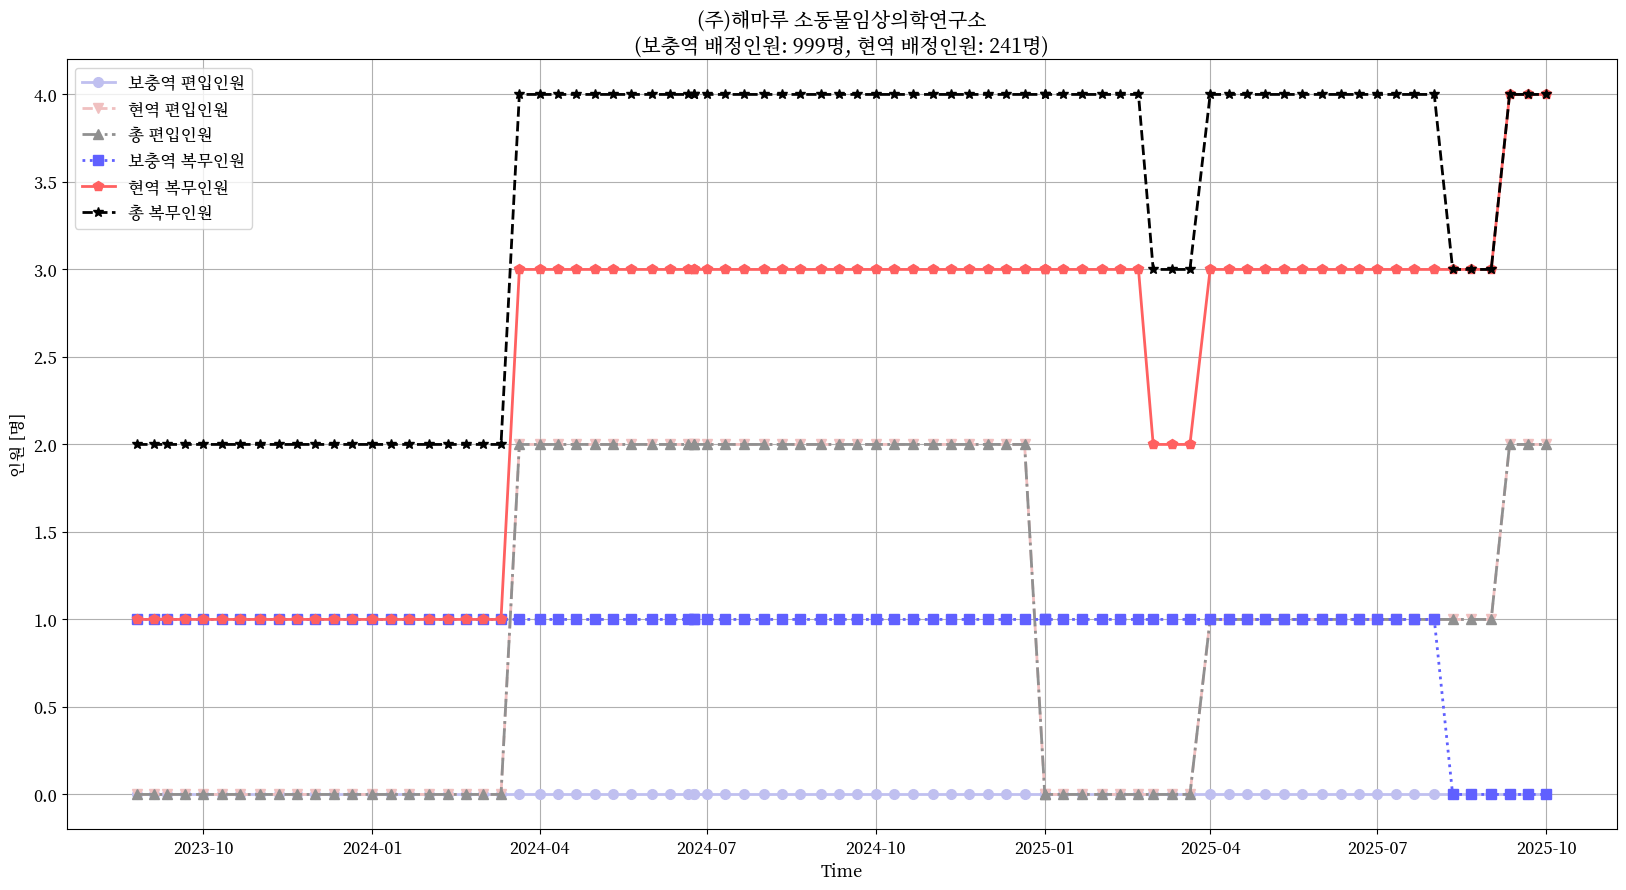 (주)해마루 소동물임상의학연구소
(보충역 배정인원: 999명, 현역 배정인원: 241명)
보충역 편입인원
현역 편입인원
총 편입인원
보충역 복무인원
현역 복무인원
총 복무인원
인원 [명]
4.0
3.5
3.0
2.5
2.0
1.5
1.0
0.5
0.0
2023-10
2024-01
2024-04
2024-07
2024-10
2025-01
2025-04
2025-07
2025-10
Time